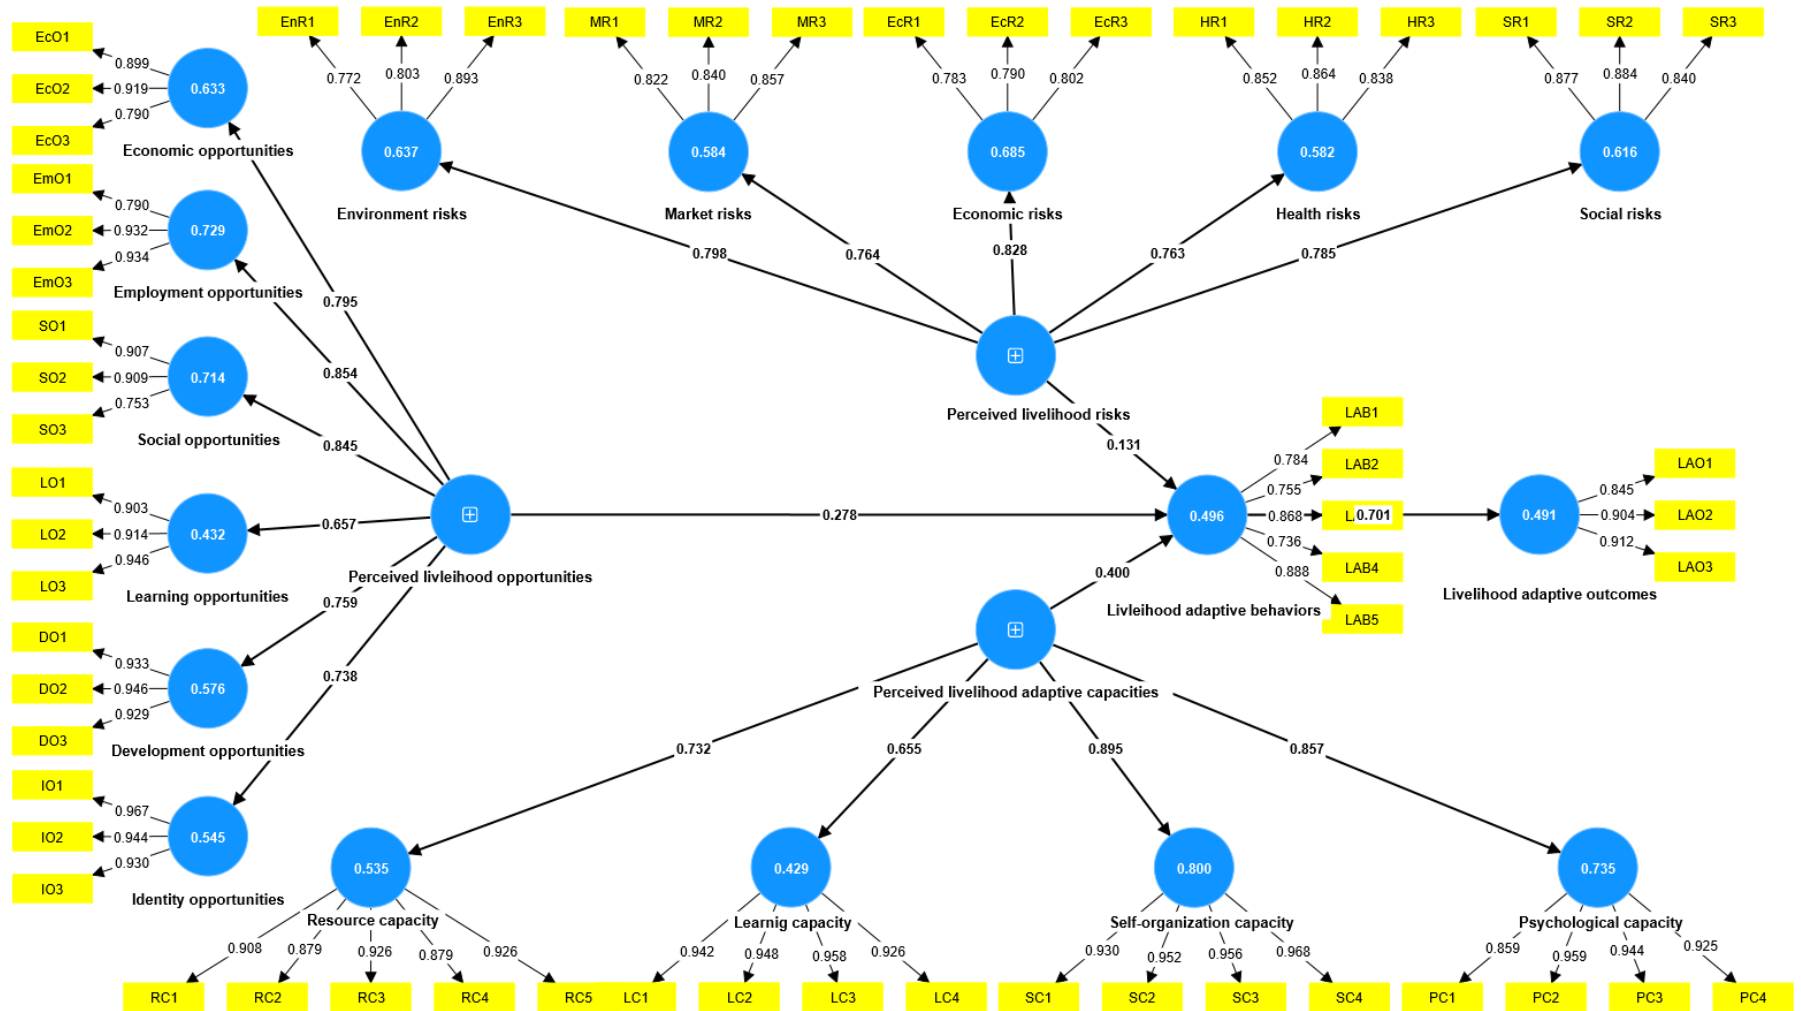 EcO1
EcO2
EcO3
0.899
0.919
0.790
0.633
Economic opportunities
EnR1
EnR2
EnR3
0.772
0.803
0.893
0.637
Environment risks
MR1
MR2
MR3
0.822
0.840
0.857
0.584
Market risks
EcR1
EcR2
EcR3
0.783
0.790
0.802
0.685
Economic risks
HR1
HR2
HR3
0.852
0.864
0.838
0.582
Health risks
SR1
SR2
SR3
0.877
0.884
0.840
0.616
Social risks
EmO1
EmO2
EmO3
0.790
0.932
0.934
0.729
Employment opportunities
SO1
SO2
SO3
0.907
0.909
0.753
0.714
Social opportunities
LO1
LO2
LO3
0.903
0.914
0.946
0.432
Learning opportunities
DO1
DO2
DO3
0.933
0.946
0.929
0.576
Development opportunities
IO1
IO2
IO3
0.967
0.944
0.930
0.545
Identity opportunities
0.795
0.854
0.845
0.657
0.759
0.738
Perceived livleihood opportunities
0.798
0.764
0.828
0.763
0.785
Perceived livelihood risks
0.131
0.278
0.400
0.496
Livleihood adaptive behaviors
LAB1
LAB2
LAB4
LAB5
0.784
0.755
0.868
0.736
0.888
0.701
0.491
Livelihood adaptive outcomes
LAO1
LAO2
LAO3
0.845
0.904
0.912
Perceived livelihood adaptive capacities
0.732
0.655
0.895
0.857
0.535
Resource capacity
0.908
0.879
0.926
0.879
0.926
RC1
RC2
RC3
RC4
RC5
0.429
Learnig capacity
0.942
0.948
0.958
0.926
LC1
LC2
LC3
LC4
0.800
Self-organization capacity
0.930
0.952
0.956
0.968
SC1
SC2
SC3
SC4
0.735
Psychological capacity
0.859
0.959
0.944
0.925
PC1
PC2
PC3
PC4